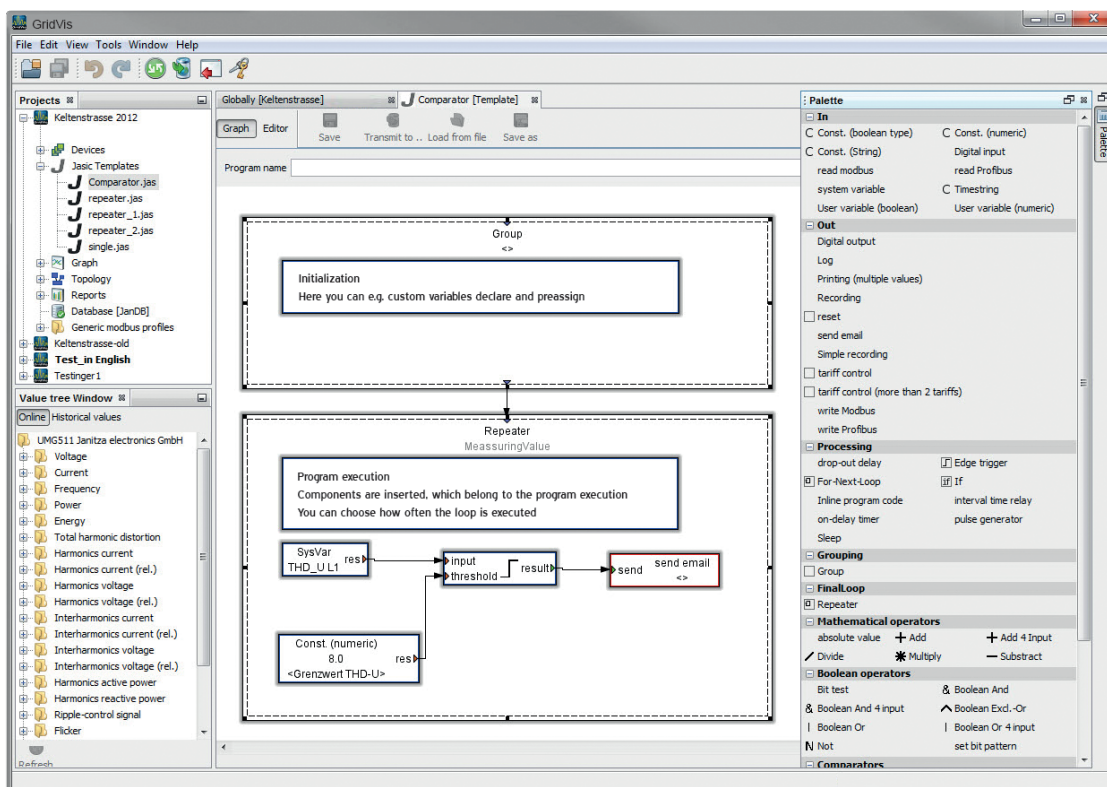 GridVis
File Edit View Tools Window Help
Projects
Keltenstrasse 2012
Devices
Jasic Templates
Comparator.jas
repeater.jas
repeater_1.jas
repeater_2.jas
single.jas
Graph
Topology
Reports
Database [JanDB]
Generic modbus profiles
Keltenstrasse-old
Test_in English
Testinger1
Value tree Window
Online Historical values
UMG511 Janitza electronics GmbH
Voltage
Current
Frequency
Power
Energy
Total harmonic distortion
Harmonics current
Harmonics current (rel.)
Harmonics voltage
Harmonics voltage (rel.)
Interharmonics current
Interharmonics current (rel.)
Interharmonics voltage
Interharmonics voltage (rel.)
Harmonics active power
Harmonics reactive power
Ripple-control signal
Flicker
Refresh
Globally [Keltenstrasse] Comparator [Template]
Graph Editor Save Transmit to .. Load from file Save as
Program name
Group
<>
Initialization
Here you can e.g. custom variables declare and preassign
Repeater
MeassuringValue
Program execution
Components are inserted, which belong to the program execution
You can choose how often the loop is executed
SysVar
THD_U L1
res
input
threshold
result
send
send email
<>
Const. (numeric)
8.0
<Grenzwert THD-U>
res
Palette
In
C Const. (boolean type) C Const. (numeric)
C Const. (String) Digital input
read modbus read Profibus
system variable C Timestring
User variable (boolean) User variable (numeric)
Out
Digital output
Log
Printing (multiple values)
Recording
reset
send email
Simple recording
tariff control
tariff control (more than 2 tariffs)
write Modbus
write Profibus
Processing
drop-out delay Edge trigger
For-Next-Loop if If
Inline program code interval time relay
on-delay timer pulse generator
Sleep
Grouping
Group
FinalLoop
Repeater
Mathematical operators
absolute value + Add + Add 4 Input
/ Divide * Multiply − Substract
Boolean operators
Bit test & Boolean And
& Boolean And 4 input Boolean Excl.-Or
| Boolean Or | Boolean Or 4 input
N Not set bit pattern
Comparators
Palette